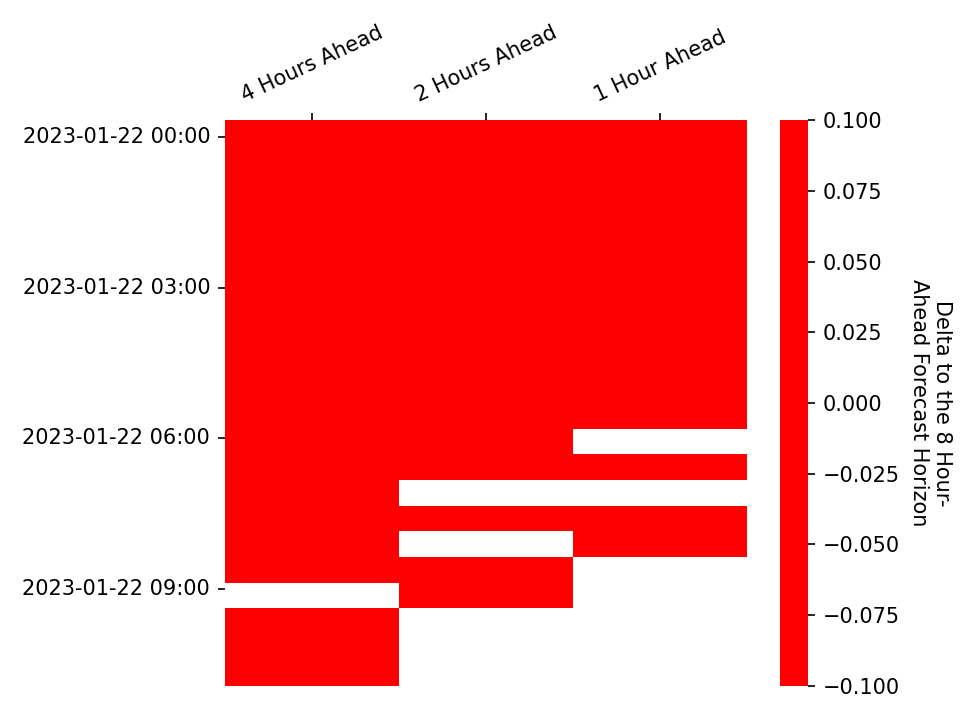 4 Hours Ahead
2 Hours Ahead
1 Hour Ahead
2023-01-22 00:00
2023-01-22 03:00
2023-01-22 06:00
2023-01-22 09:00
0.100
0.075
0.050
0.025
0.000
−0.025
−0.050
−0.075
−0.100
Delta to the 8 Hour-
Ahead Forecast Horizon